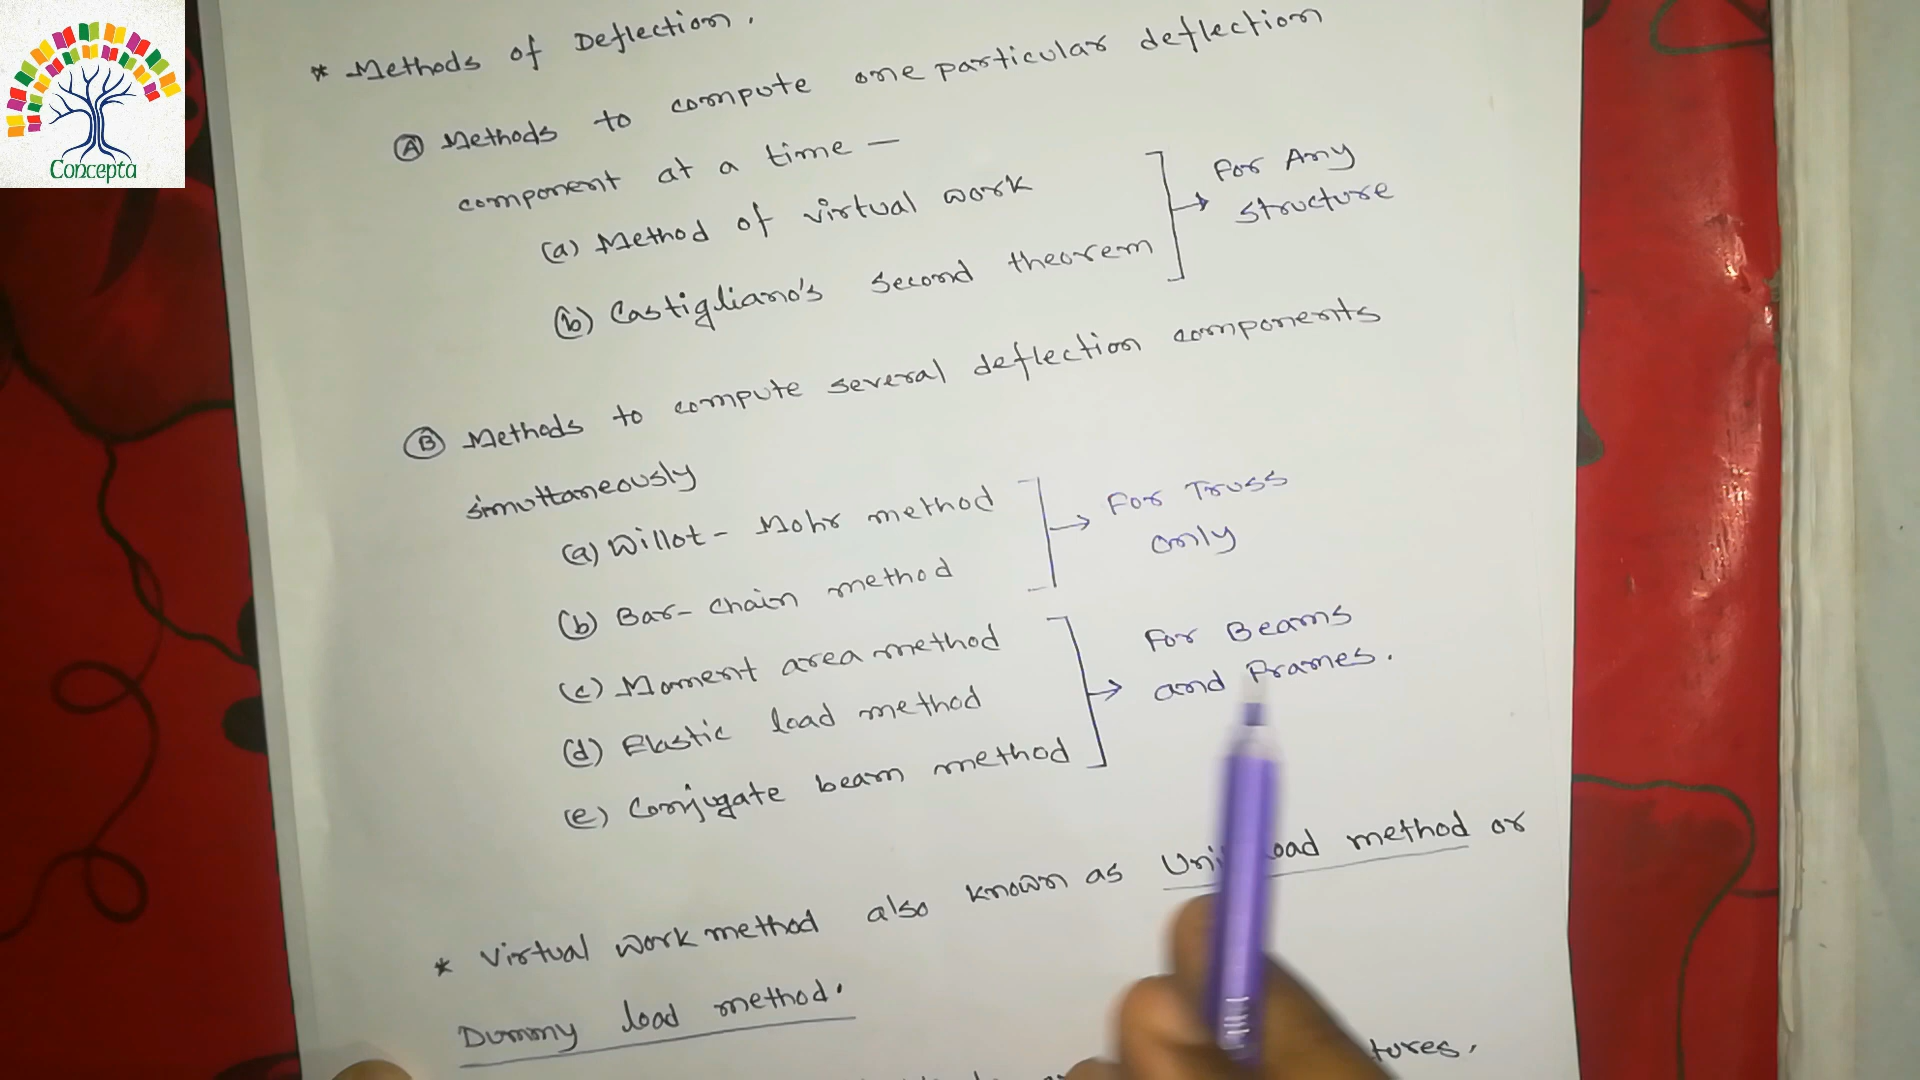 Concepta
* Methods of Deflection.
(A) Methods to compute one particular deflection
component at a time —
(a) Method of virtual work
(b) Castigliano's second theorem
For Any
structure
(B) Methods to compute several deflection components
simultaneously
(a) Willot - Mohr method
(b) Bar - chain method
For Truss
only
(c) Moment area method
(d) Elastic load method
(e) Conjugate beam method
For Beams
and Frames.
* Virtual work method also known as load method or
Dummy load method.
tures.